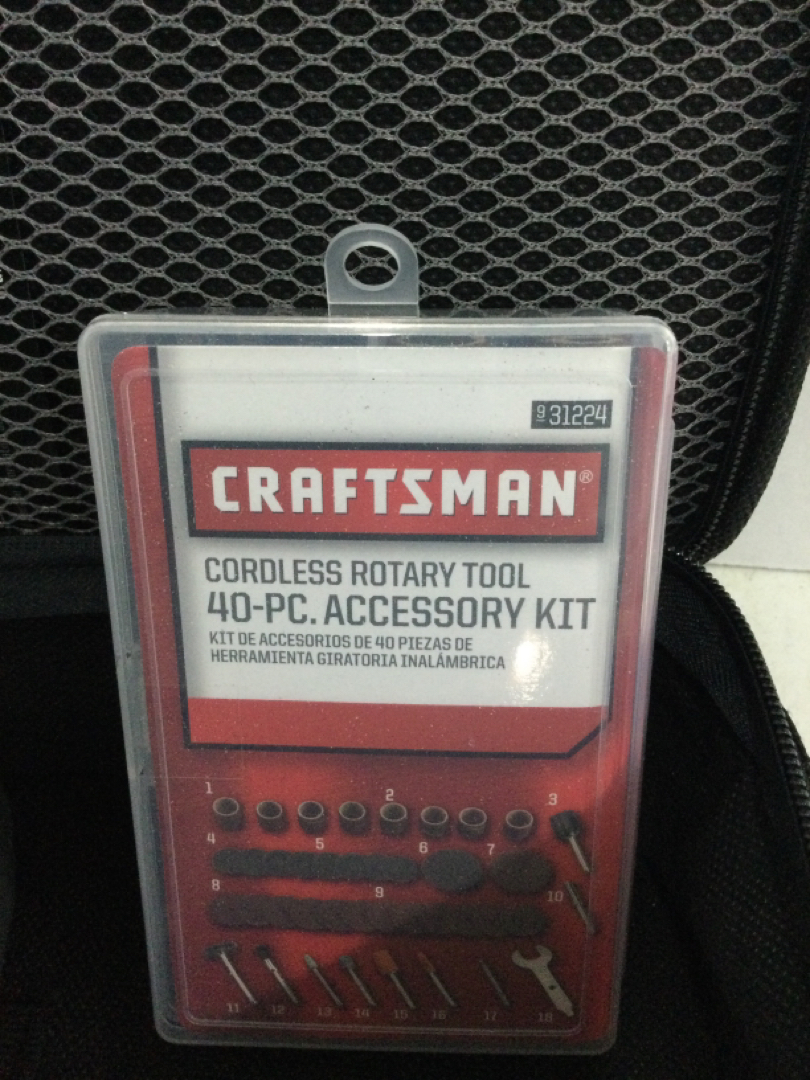 9 31224
CRAFTSMAN®
CORDLESS ROTARY TOOL
40-PC. ACCESSORY KIT
KIT DE ACCESORIOS DE 40 PIEZAS DE
HERRAMIENTA GIRATORIA INALÁMBRICA
1 2 3
4 5 6 7
8 9 10
11 12 13 14 15 16 17 18